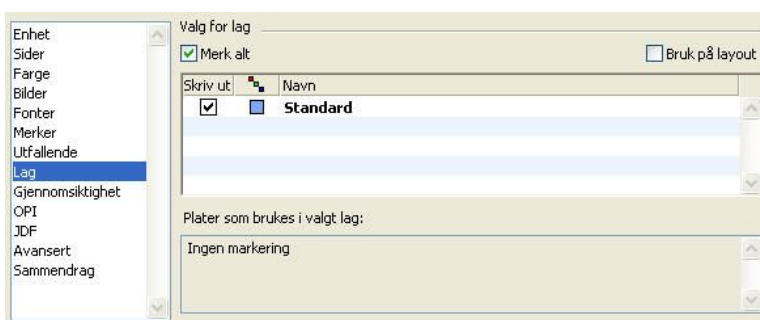 Enhet
Sider
Farge
Bilder
Fonter
Merker
Utfallende
Lag
Gjennomsiktighet
OPI
JDF
Avansert
Sammendrag
Valg for lag
Merk alt
Bruk på layout
Skriv ut Navn
Standard
Plater som brukes i valgt lag:
Ingen markering